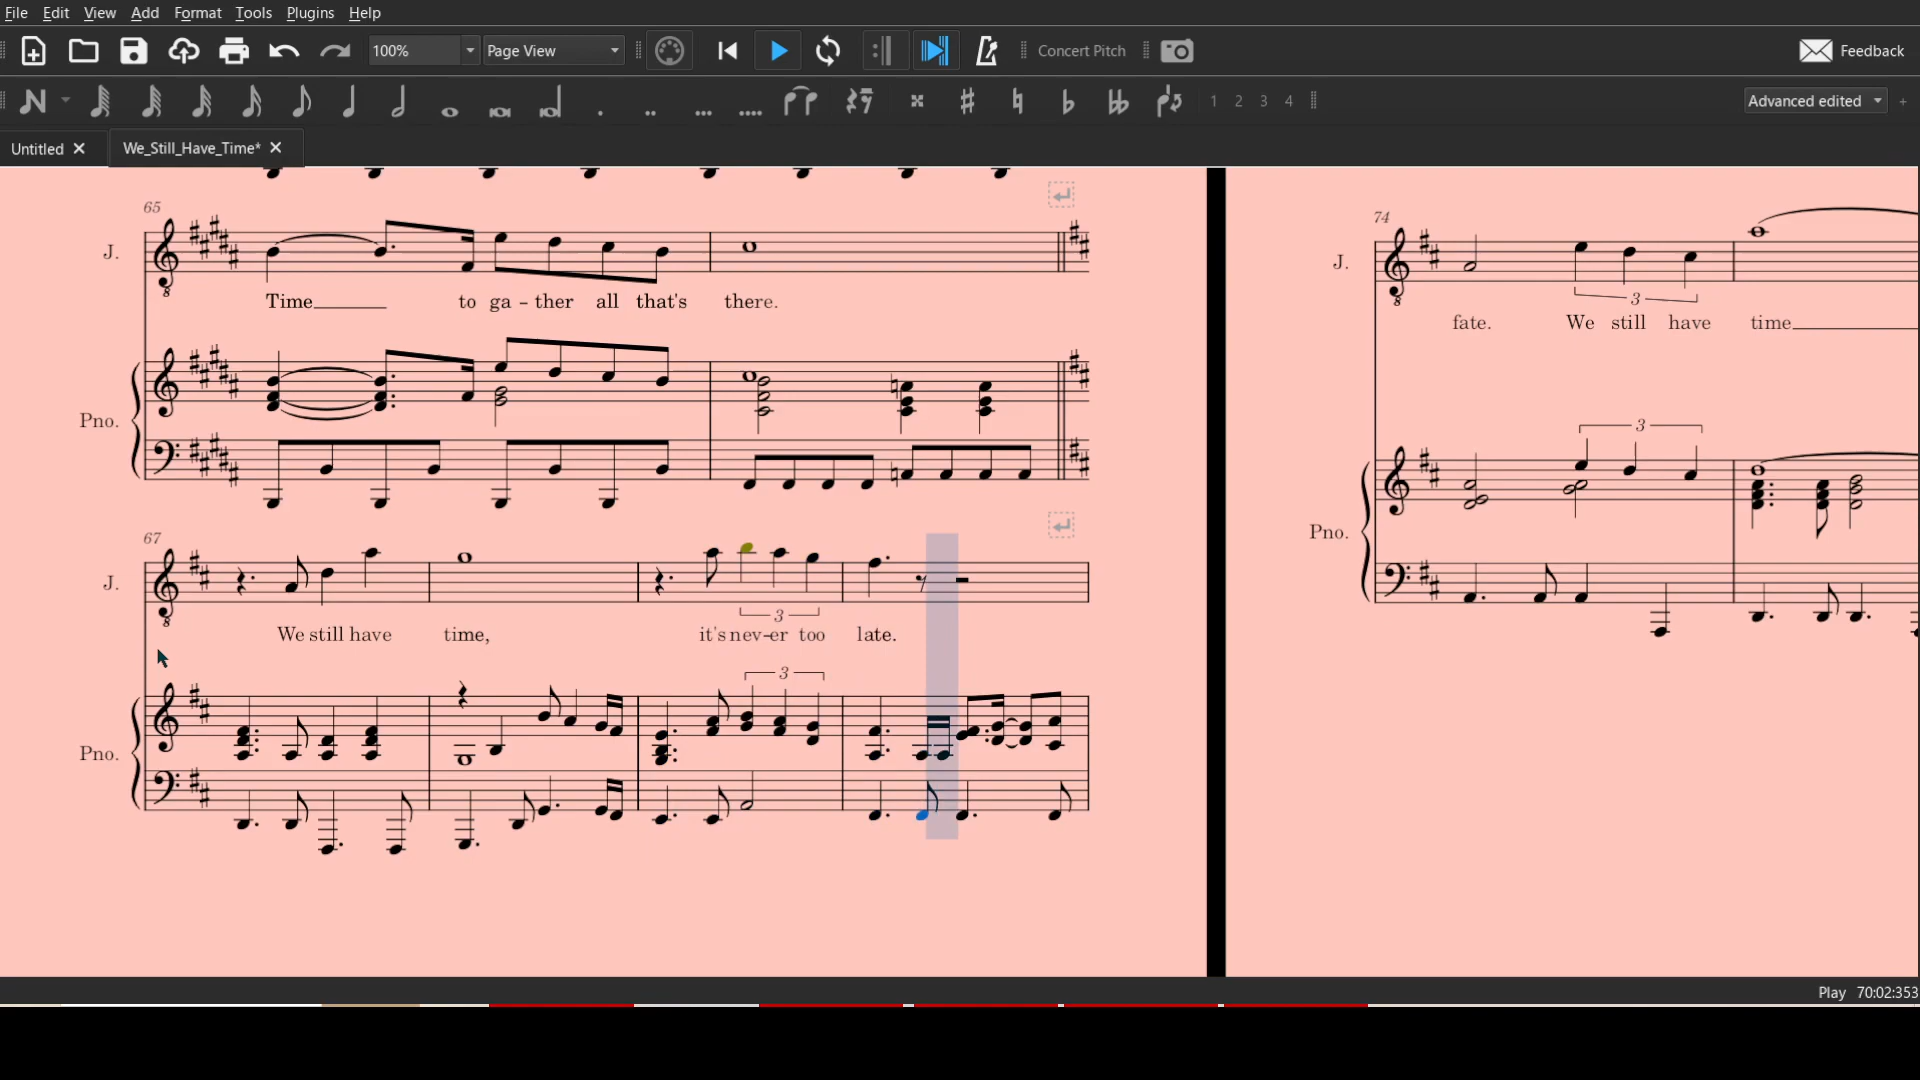 File Edit View Add Format Tools Plugins Help
100% Page View Concert Pitch Feedback
1 2 3 4 Advanced edited
Untitled We_Still_Have_Time*
65
J.
Time to ga - ther all that's there.
Pno.
67
J.
3
We still have time, it's nev-er too late.
3
Pno.
74
J.
3
fate. We still have time
3
Pno.
Play 70:02:353